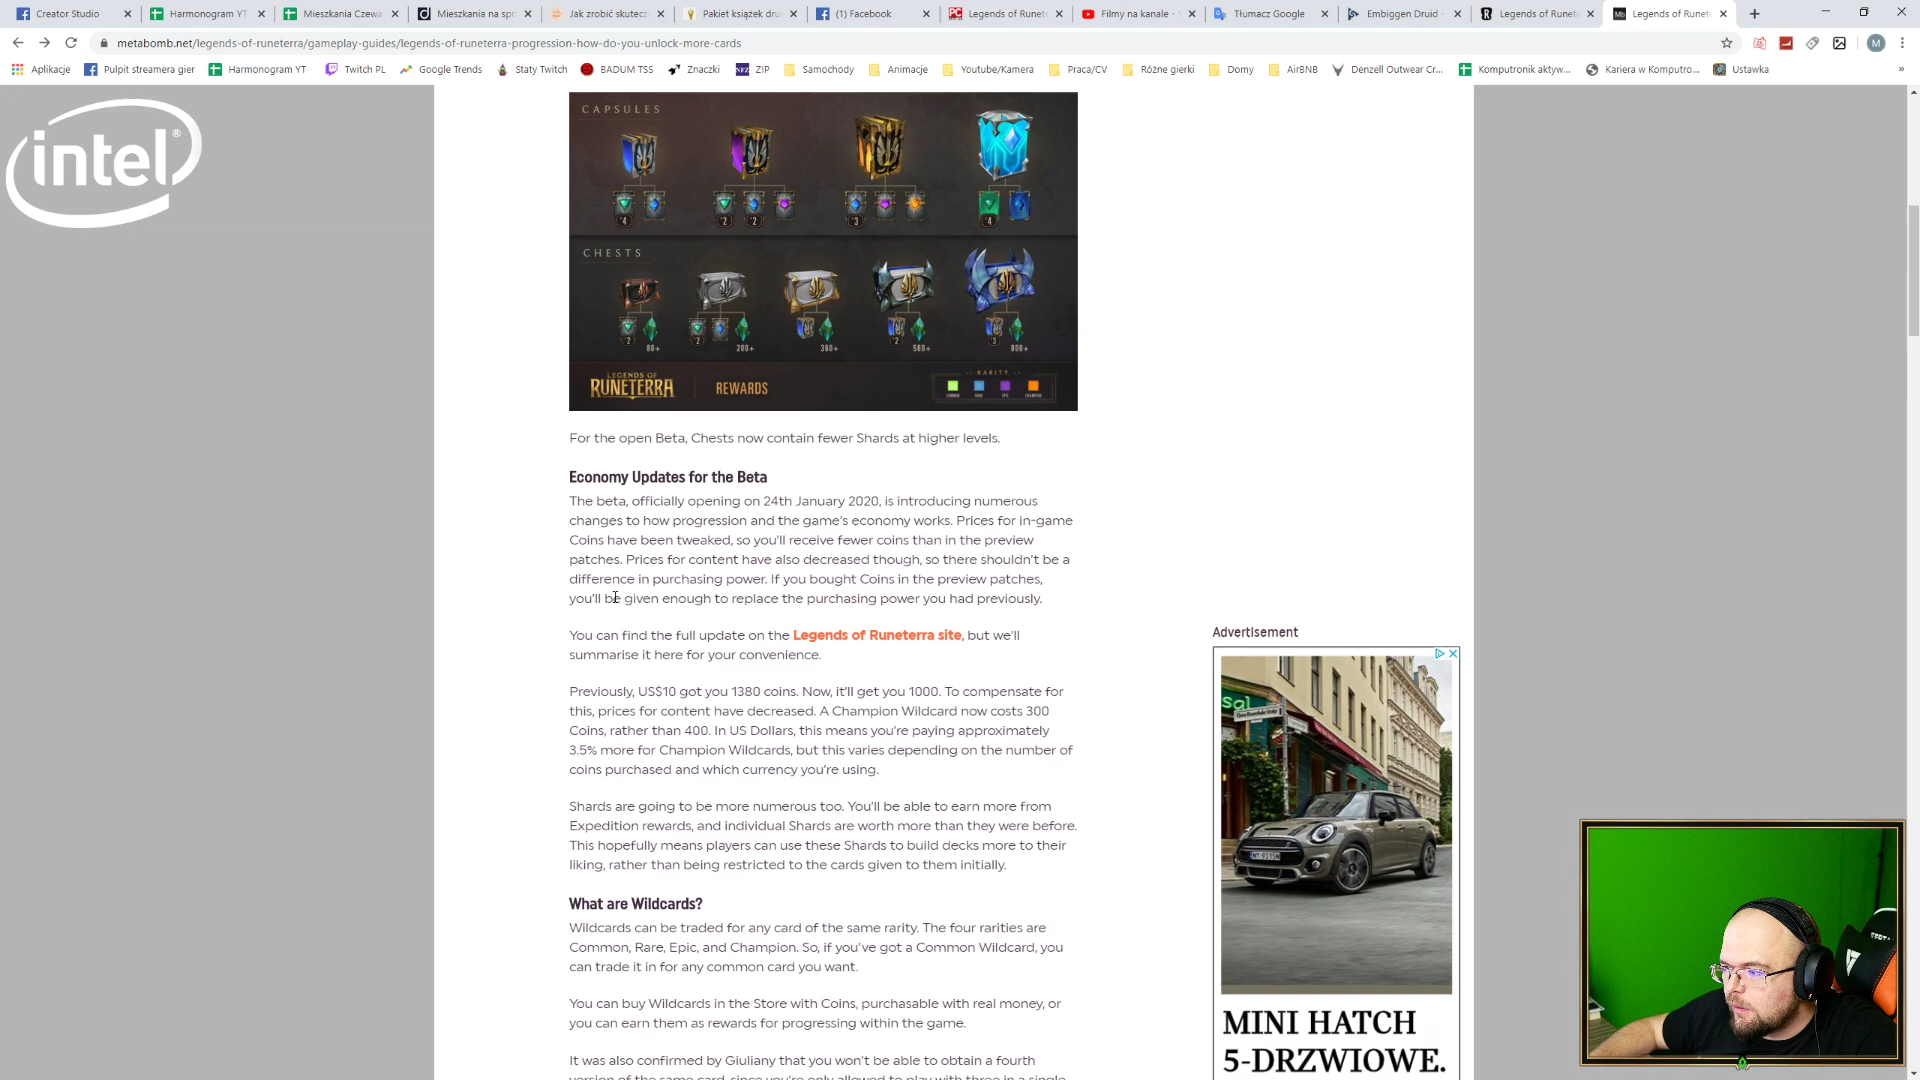 Creator Studio
Harmonogram YT
Mieszkania Czewa
Mieszkania na spr
Jak zrobić skutecz
Pakiet książek dru
(1) Facebook
Legends of Runete
Filmy na kanale - Y
Tłumacz Google
Embiggen Druid -
Legends of Runete
Legends of Runete
metabomb.net/legends-of-runeterra/gameplay-guides/legends-of-runeterra-progression-how-do-you-unlock-more-cards
M
Aplikacje
Pulpit streamera gier
Harmonogram YT
Twitch PL
Google Trends
Staty Twitch
BADUM TSS
Znaczki
ZIP
Samochody
Animacje
Youtube/Kamera
Praca/CV
Różne gierki
Domy
AirBNB
Denzell Outwear Cr...
Komputronik aktyw...
Kariera w Komputro...
Ustawka
»
intel®
CAPSULES
CHESTS
80+ 200+ 360+ 560+ 800+
LEGENDS OF
RUNETERRA
REWARDS
RARITY
For the open Beta, Chests now contain fewer Shards at higher levels.
Economy Updates for the Beta
The beta, officially opening on 24th January 2020, is introducing numerous
changes to how progression and the game's economy works. Prices for in-game
Coins have been tweaked, so you'll receive fewer coins than in the preview
patches. Prices for content have also decreased though, so there shouldn't be a
difference in purchasing power. If you bought Coins in the preview patches,
you'll be given enough to replace the purchasing power you had previously.
You can find the full update on the Legends of Runeterra site, but we'll
summarise it here for your convenience.
Previously, US$10 got you 1380 coins. Now, it'll get you 1000. To compensate for
this, prices for content have decreased. A Champion Wildcard now costs 300
Coins, rather than 400. In US Dollars, this means you're paying approximately
3.5% more for Champion Wildcards, but this varies depending on the number of
coins purchased and which currency you're using.
Shards are going to be more numerous too. You'll be able to earn more from
Expedition rewards, and individual Shards are worth more than they were before.
This hopefully means players can use these Shards to build decks more to their
liking, rather than being restricted to the cards given to them initially.
What are Wildcards?
Wildcards can be traded for any card of the same rarity. The four rarities are
Common, Rare, Epic, and Champion. So, if you've got a Common Wildcard, you
can trade it in for any common card you want.
You can buy Wildcards in the Store with Coins, purchasable with real money, or
you can earn them as rewards for progressing within the game.
It was also confirmed by Giuliany that you won't be able to obtain a fourth
version of the same card, since you're only allowed to play with three in a single
Advertisement
MINI HATCH
5-DRZWIOWE.